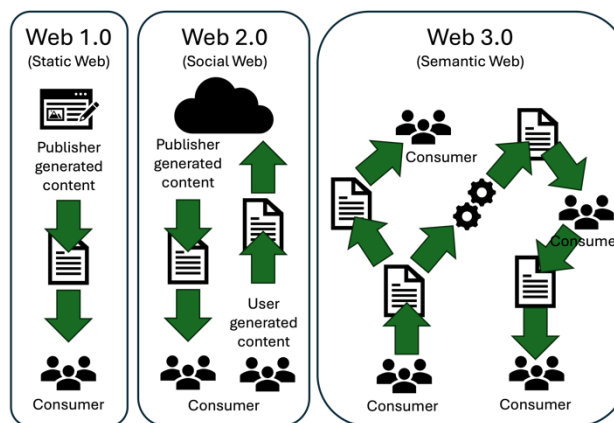 Web 1.0
(Static Web)
Publisher
generated
content
Consumer
Web 2.0
(Social Web)
Publisher
generated
content
User
generated
content
Consumer
Web 3.0
(Semantic Web)
Consumer
Consumer
Consumer
Consumer